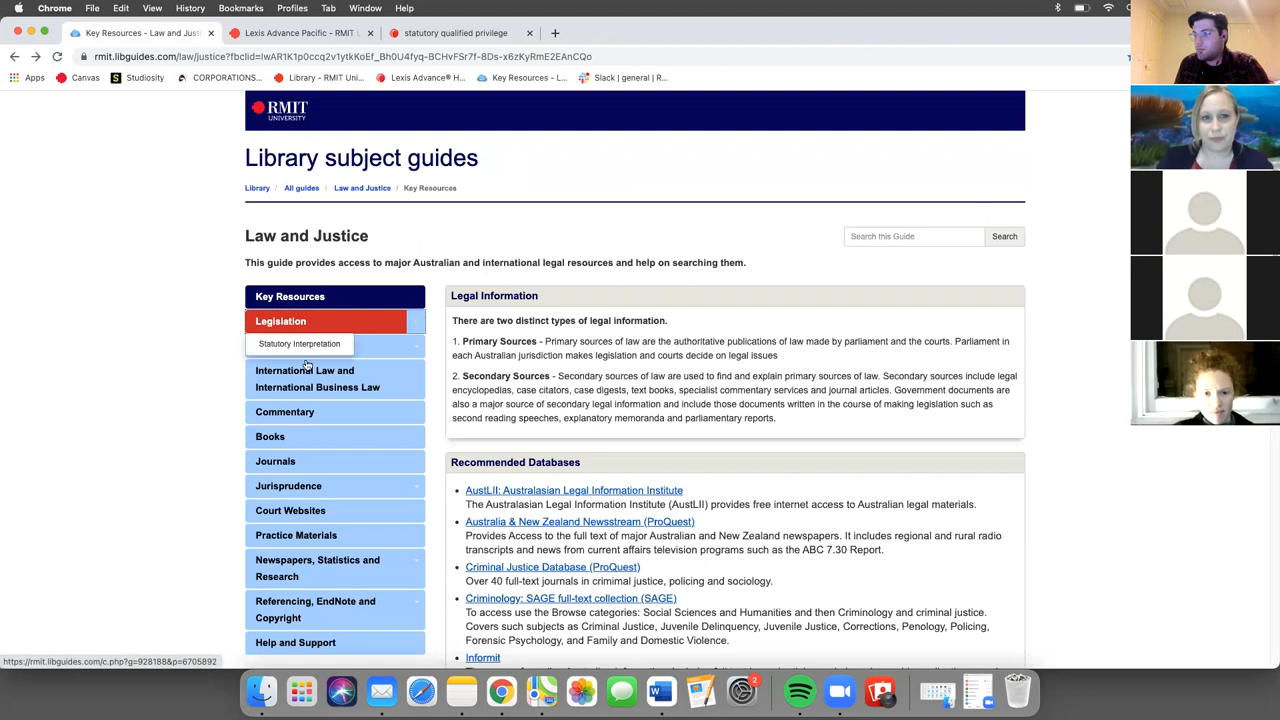 Chrome File Edit View History Bookmarks People Tab Window Help
Key Resources - Law and Justi
Lexis Advance Pacific - RMIT L
statutory qualified privilege
rmit.libguides.com/law/justice?fbclid=IwAR1K1p0ccq2v1ytkKoEf_Bh0U4fyq-BCHvFSr7f-8Ds-x6zKyRmE2EAnCQo
Apps Canvas Studiosity CORPORATIONS... Library - RMIT Uni... Lexis Advance® H... Key Resources - L... Slack | general | R...
RMIT
UNIVERSITY
Library subject guides
Library / All guides / Law and Justice / Key Resources
Law and Justice
Search this Guide Search
This guide provides access to major Australian and international legal resources and help on searching them.
Key Resources
Legislation
Statutory Interpretation
International Law and
International Business Law
Commentary
Books
Journals
Jurisprudence
Court Websites
Practice Materials
Newspapers, Statistics and
Research
Referencing, EndNote and
Copyright
Help and Support
Legal Information
There are two distinct types of legal information.
1. Primary Sources - Primary sources of law are the authoritative publications of law made by parliament and the courts. Parliament in
each Australian jurisdiction makes legislation and courts decide on legal issues
2. Secondary Sources - Secondary sources of law are used to find and explain primary sources of law. Secondary sources include legal
encyclopedias, case citators, case digests, text books, specialist commentary services and journal articles. Government documents are
also a major source of secondary legal information and include those documents written in the course of making legislation such as
second reading speeches, explanatory memoranda and parliamentary reports.
Recommended Databases
• AustLII: Australasian Legal Information Institute
The Australasian Legal Information Institute (AustLII) provides free internet access to Australian legal materials.
• Australia & New Zealand Newsstream (ProQuest)
Provides Access to the full text of major Australian and New Zealand newspapers. It includes regional and rural radio
transcripts and news from current affairs television programs such as the ABC 7.30 Report.
• Criminal Justice Database (ProQuest)
Over 40 full-text journals in criminal justice, policing and sociology.
• Criminology: SAGE full-text collection (SAGE)
To access use the Browse categories: Social Sciences and Humanities and then Criminology and criminal justice.
Covers such subjects as Criminal Justice, Juvenile Delinquency, Juvenile Justice, Corrections, Penology, Policing,
Forensic Psychology, and Family and Domestic Violence.
• Informit
https://rmit.libguides.com/c.php?g=928188&p=6705892
2